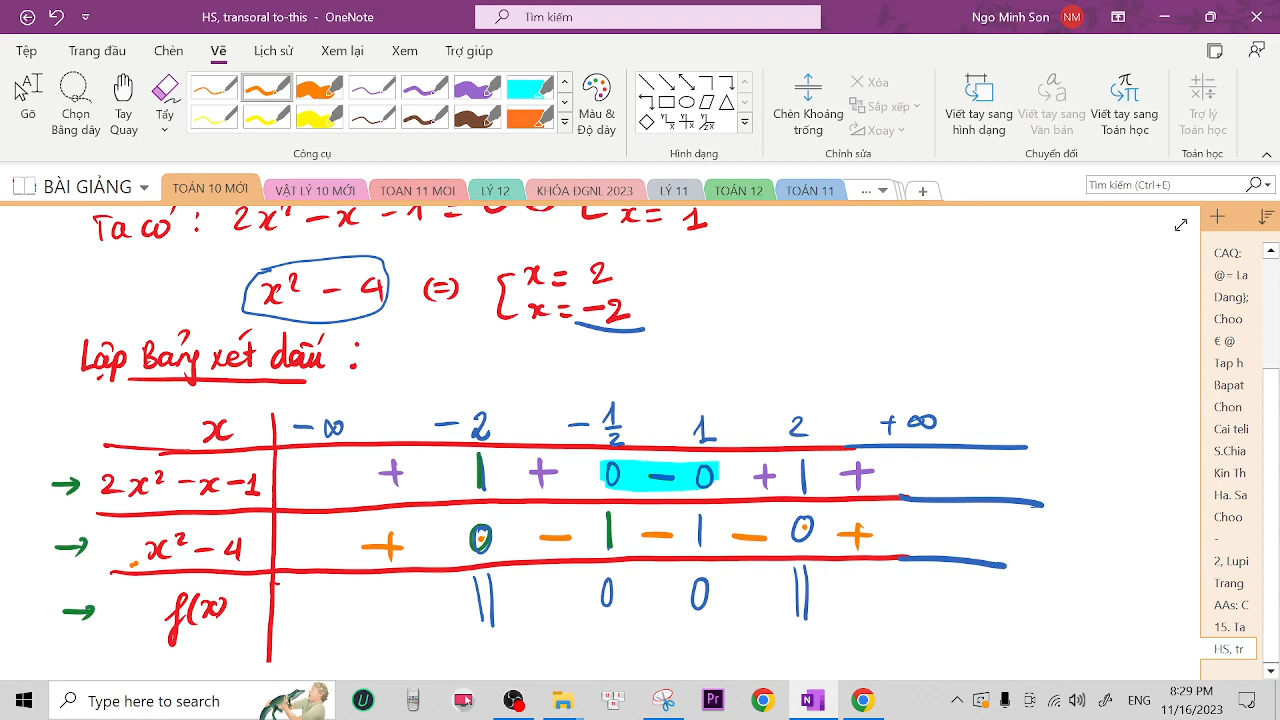 HS, transoral to-this - OneNote
Tìm kiếm
Ngo Minh Son NM
Tệp Trang đầu Chèn Vẽ Lịch sử Xem lại Xem Trợ giúp
Gõ
Chọn Bằng dây
Tay Quay
Tẩy
Màu & Độ dày
Chèn Khoảng trống
Xóa
Sắp xếp
Xoay
Viết tay sang hình dạng
Viết tay sang Văn bản
Viết tay sang Toán học
Trợ lý Toán học
Công cụ Hình dạng Chỉnh sửa Chuyển đổi Toán học
BÀI GIẢNG TOÁN 10 MỚI VẬT LÝ 10 MỚI TOAN 11 MOI LÝ 12 KHÓA ĐGNL 2023 LÝ 11 TOÁN 12 TOÁN 11 ...
Tìm kiếm (Ctrl+E)
Ta có : 2x² - x - 1 = 0 [ x = 1
x² - 4 (=) [ x = 2
x = -2
Lập Bảng xét dấu :
x -∞ -2 -1/2 1 2 +∞
→ 2x² - x - 1 + | + 0 - 0 + | +
→ x² - 4 + 0 - | - | - 0 +
→ f(x) || 0 0 ||
CAQ:
@= La
Dang);
Choo
€ @
Tap h
Bapat
Chon
Cai teli
S.Chia
Kin Tr
Ha. Sa
Choo
-
2, Lupi
Trang
AAs: C
15. Ta
HS, tr
Type here to search
ENG
8:29 PM
11/16/2023